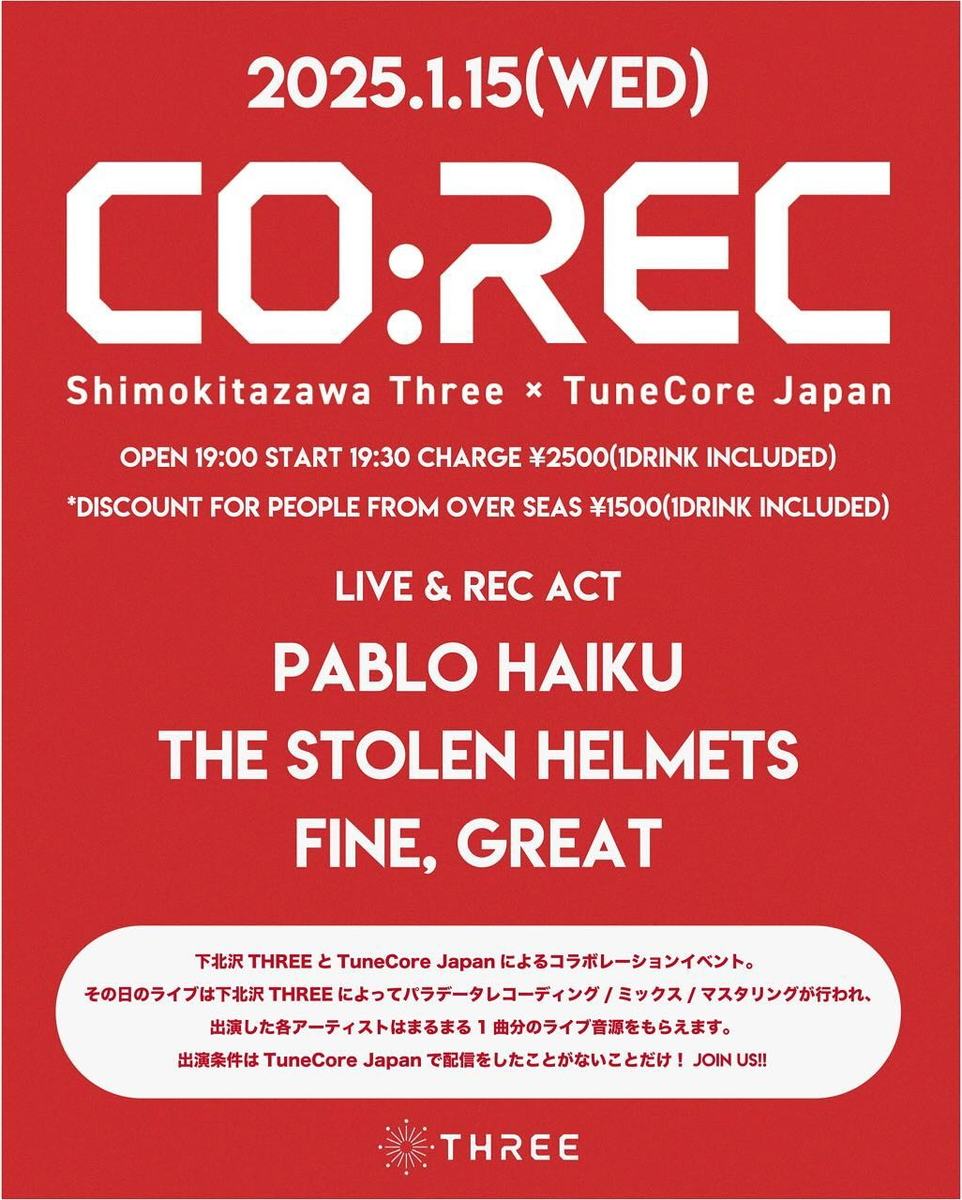 2025.1.15(WED)
CO:REC
Shimokitazawa Three × TuneCore Japan
OPEN 19:00 START 19:30 CHARGE ¥2500(1DRINK INCLUDED)
*DISCOUNT FOR PEOPLE FROM OVER SEAS ¥1500(1DRINK INCLUDED)
LIVE & REC ACT
PABLO HAIKU
THE STOLEN HELMETS
FINE, GREAT
下北沢 THREE と TuneCore Japan によるコラボレーションイベント。
その日のライブは下北沢 THREE によってパラデータレコーディング / ミックス / マスタリングが行われ、
出演した各アーティストはまるまる 1 曲分のライブ音源をもらえます。
出演条件は TuneCore Japan で配信をしたことがないことだけ！ JOIN US!!
THREE